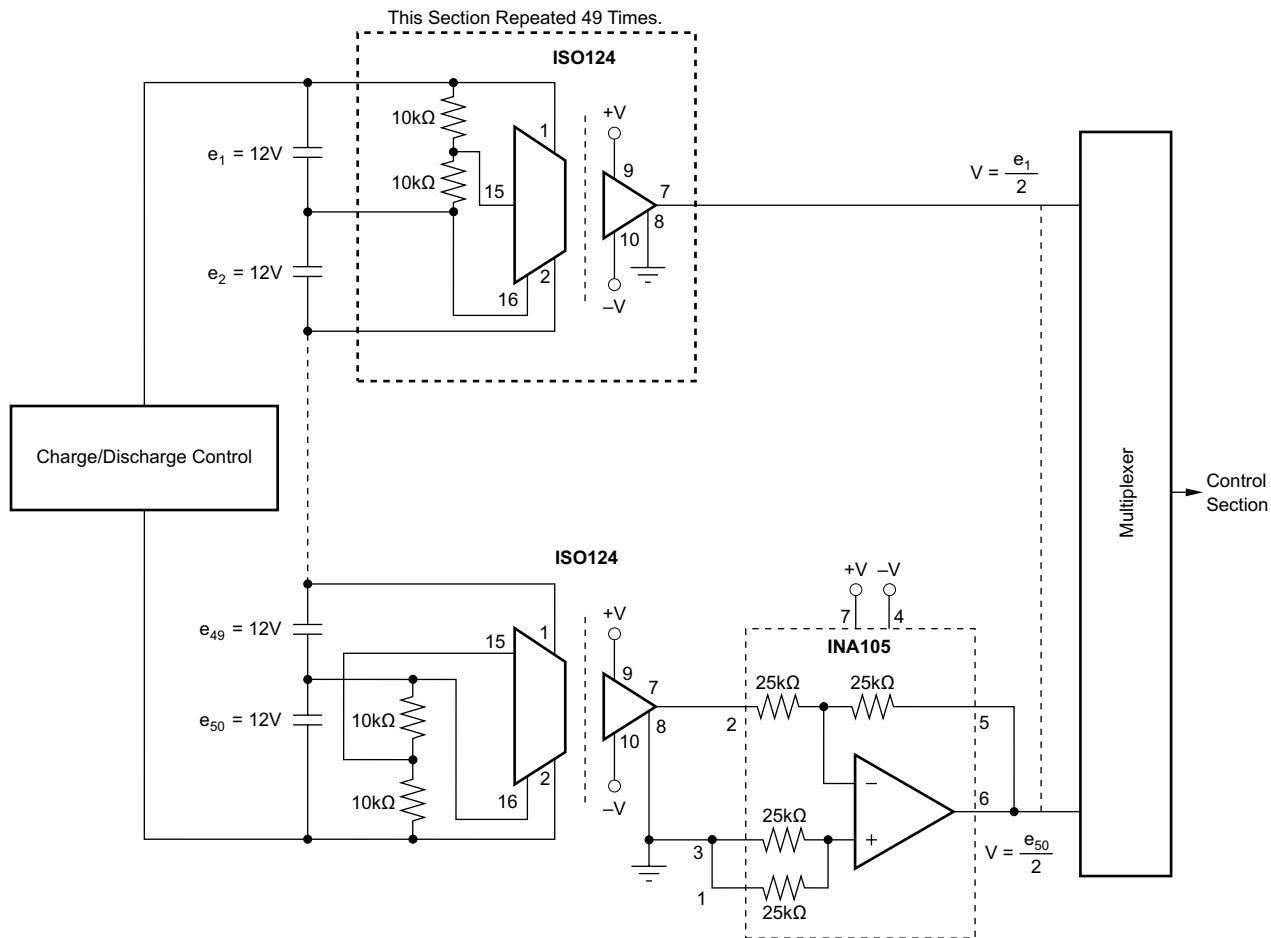 This Section Repeated 49 Times.
ISO124
+V
10kΩ
1
e1 = 12V
9
V = e1/2
10kΩ
15
7
8
10
e2 = 12V
2
16
–V
Charge/Discharge Control
Multiplexer
Control
Section
ISO124
+V –V
+V
7 4
e49 = 12V
15
1
INA105
9
25kΩ 25kΩ
7
e50 = 12V
10kΩ
8
2
5
10
2
10kΩ
16
–V
–
6
25kΩ
+
3
V = e50/2
1
25kΩ